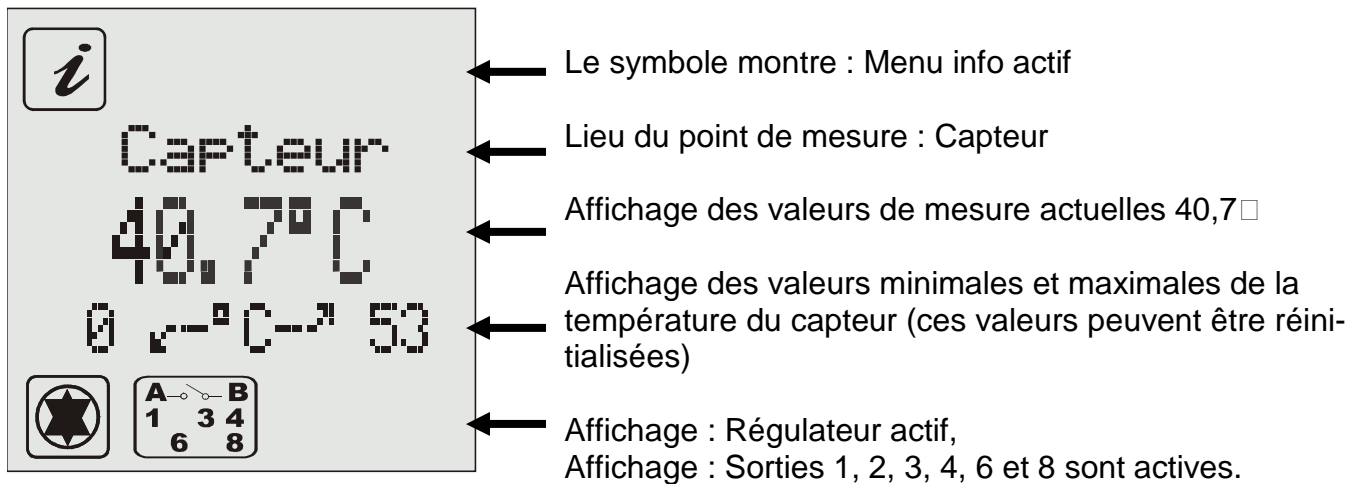 i
Le symbole montre : Menu info actif
Capteur
Lieu du point de mesure : Capteur
40.7°C
Affichage des valeurs de mesure actuelles 40,7□
0 ↙--°C--↗ 53
Affichage des valeurs minimales et maximales de la
température du capteur (ces valeurs peuvent être réini-
tialisées)
A B
1 3 4
6 8
Affichage : Régulateur actif,
Affichage : Sorties 1, 2, 3, 4, 6 et 8 sont actives.